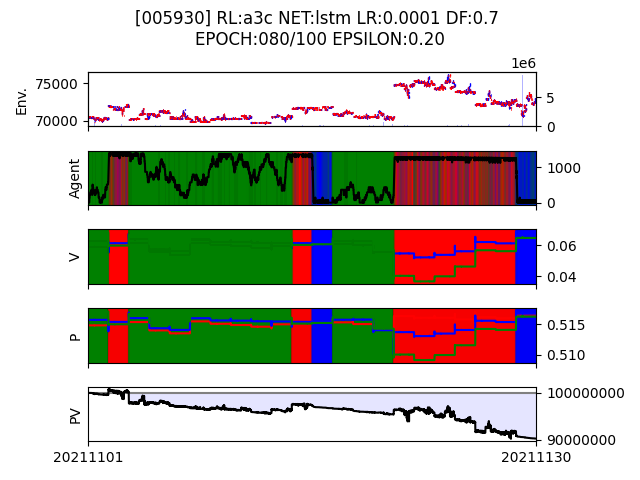 [005930] RL:a3c NET:lstm LR:0.0001 DF:0.7
EPOCH:080/100 EPSILON:0.20
1e6
Env.
75000
70000
5
0
Agent
1000
0
V
0.06
0.04
P
0.515
0.510
PV
100000000
90000000
20211101
20211130